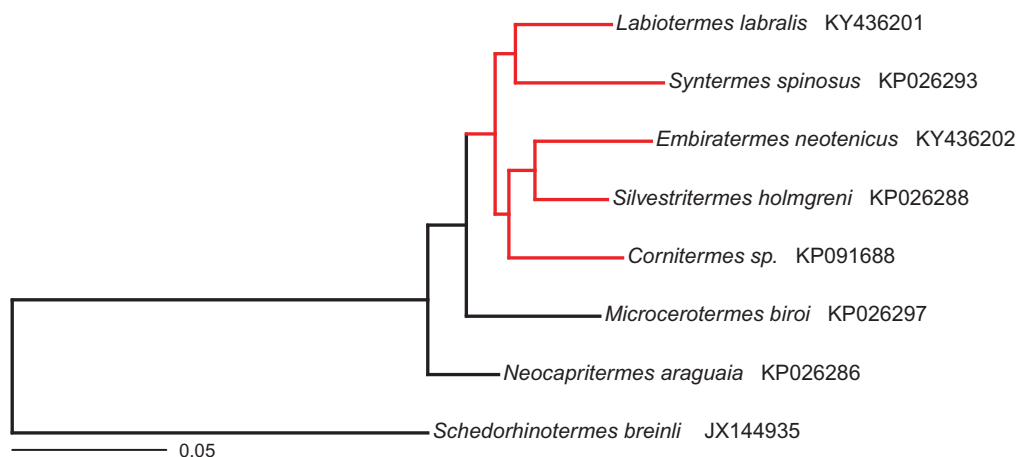 Labiotermes labralis KY436201
Syntermes spinosus KP026293
Embiratermes neotenicus KY436202
Silvestritermes holmgreni KP026288
Cornitermes sp. KP091688
Microcerotermes biroi KP026297
Neocapritermes araguaia KP026286
Schedorhinotermes breinli JX144935
0.05